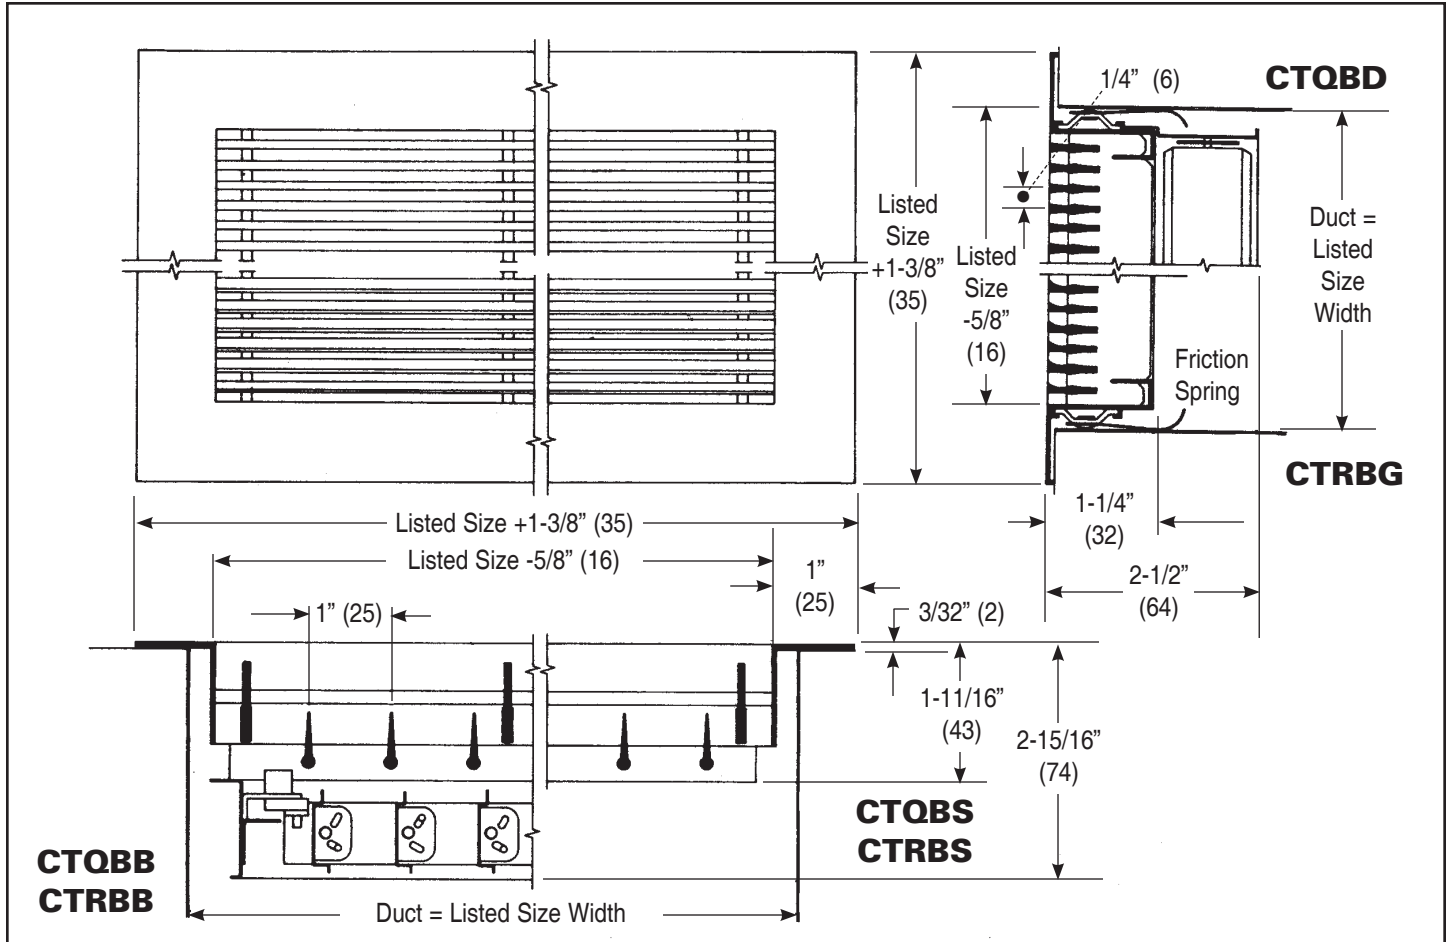 1/4” (6)
CTQBD
Listed
Size
+1-3/8”
(35)
Listed
Size
-5/8”
(16)
Duct =
Listed
Size
Width
Friction
Spring
CTRBG
1-1/4”
(32)
2-1/2”
(64)
Listed Size +1-3/8” (35)
Listed Size -5/8” (16)
1”
(25)
1” (25)
3/32” (2)
1-11/16”
(43)
2-15/16”
(74)
CTQBS
CTRBS
CTQBB
CTRBB
Duct = Listed Size Width